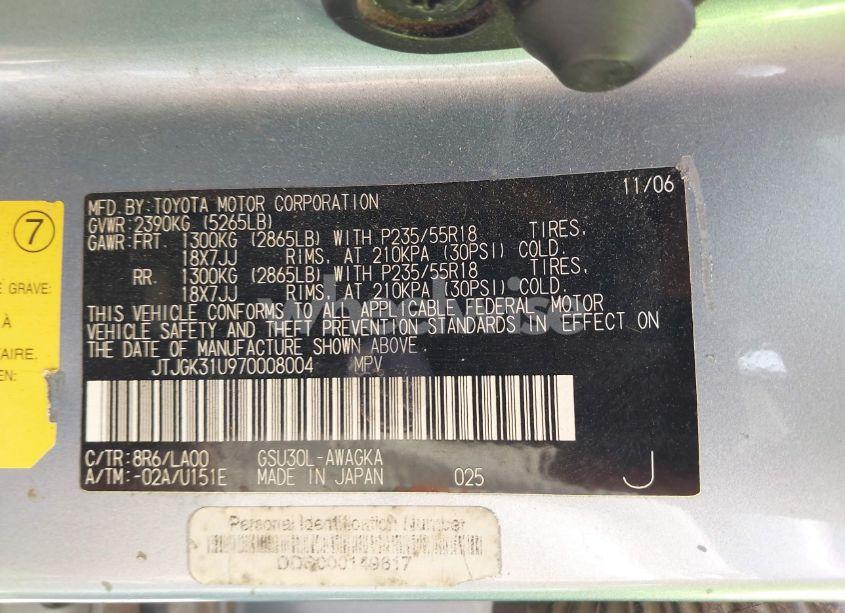 11/06
MFD BY: TOYOTA MOTOR CORPORATION
GVWR: 2390KG (5265LB)
GAWR: FRT. 1300KG (2865LB) WITH P235/55R18 TIRES,
18X7JJ RIMS, AT 210KPA (30PSI) COLD.
RR. 1300KG (2865LB) WITH P235/55R18 TIRES,
18X7JJ RIMS, AT 210KPA (30PSI) COLD.
THIS VEHICLE CONFORMS TO ALL APPLICABLE FEDERAL MOTOR
VEHICLE SAFETY AND THEFT PREVENTION STANDARDS IN EFFECT ON
THE DATE OF MANUFACTURE SHOWN ABOVE.
JTJGK31U970008004 MPV
C/TR: 8R6/LA00 GSU30L-AWAGKA
A/TM: -02A/U151E MADE IN JAPAN 025 J
7
E GRAVE:
À
AIRE.
EN.
Personal Identification Number